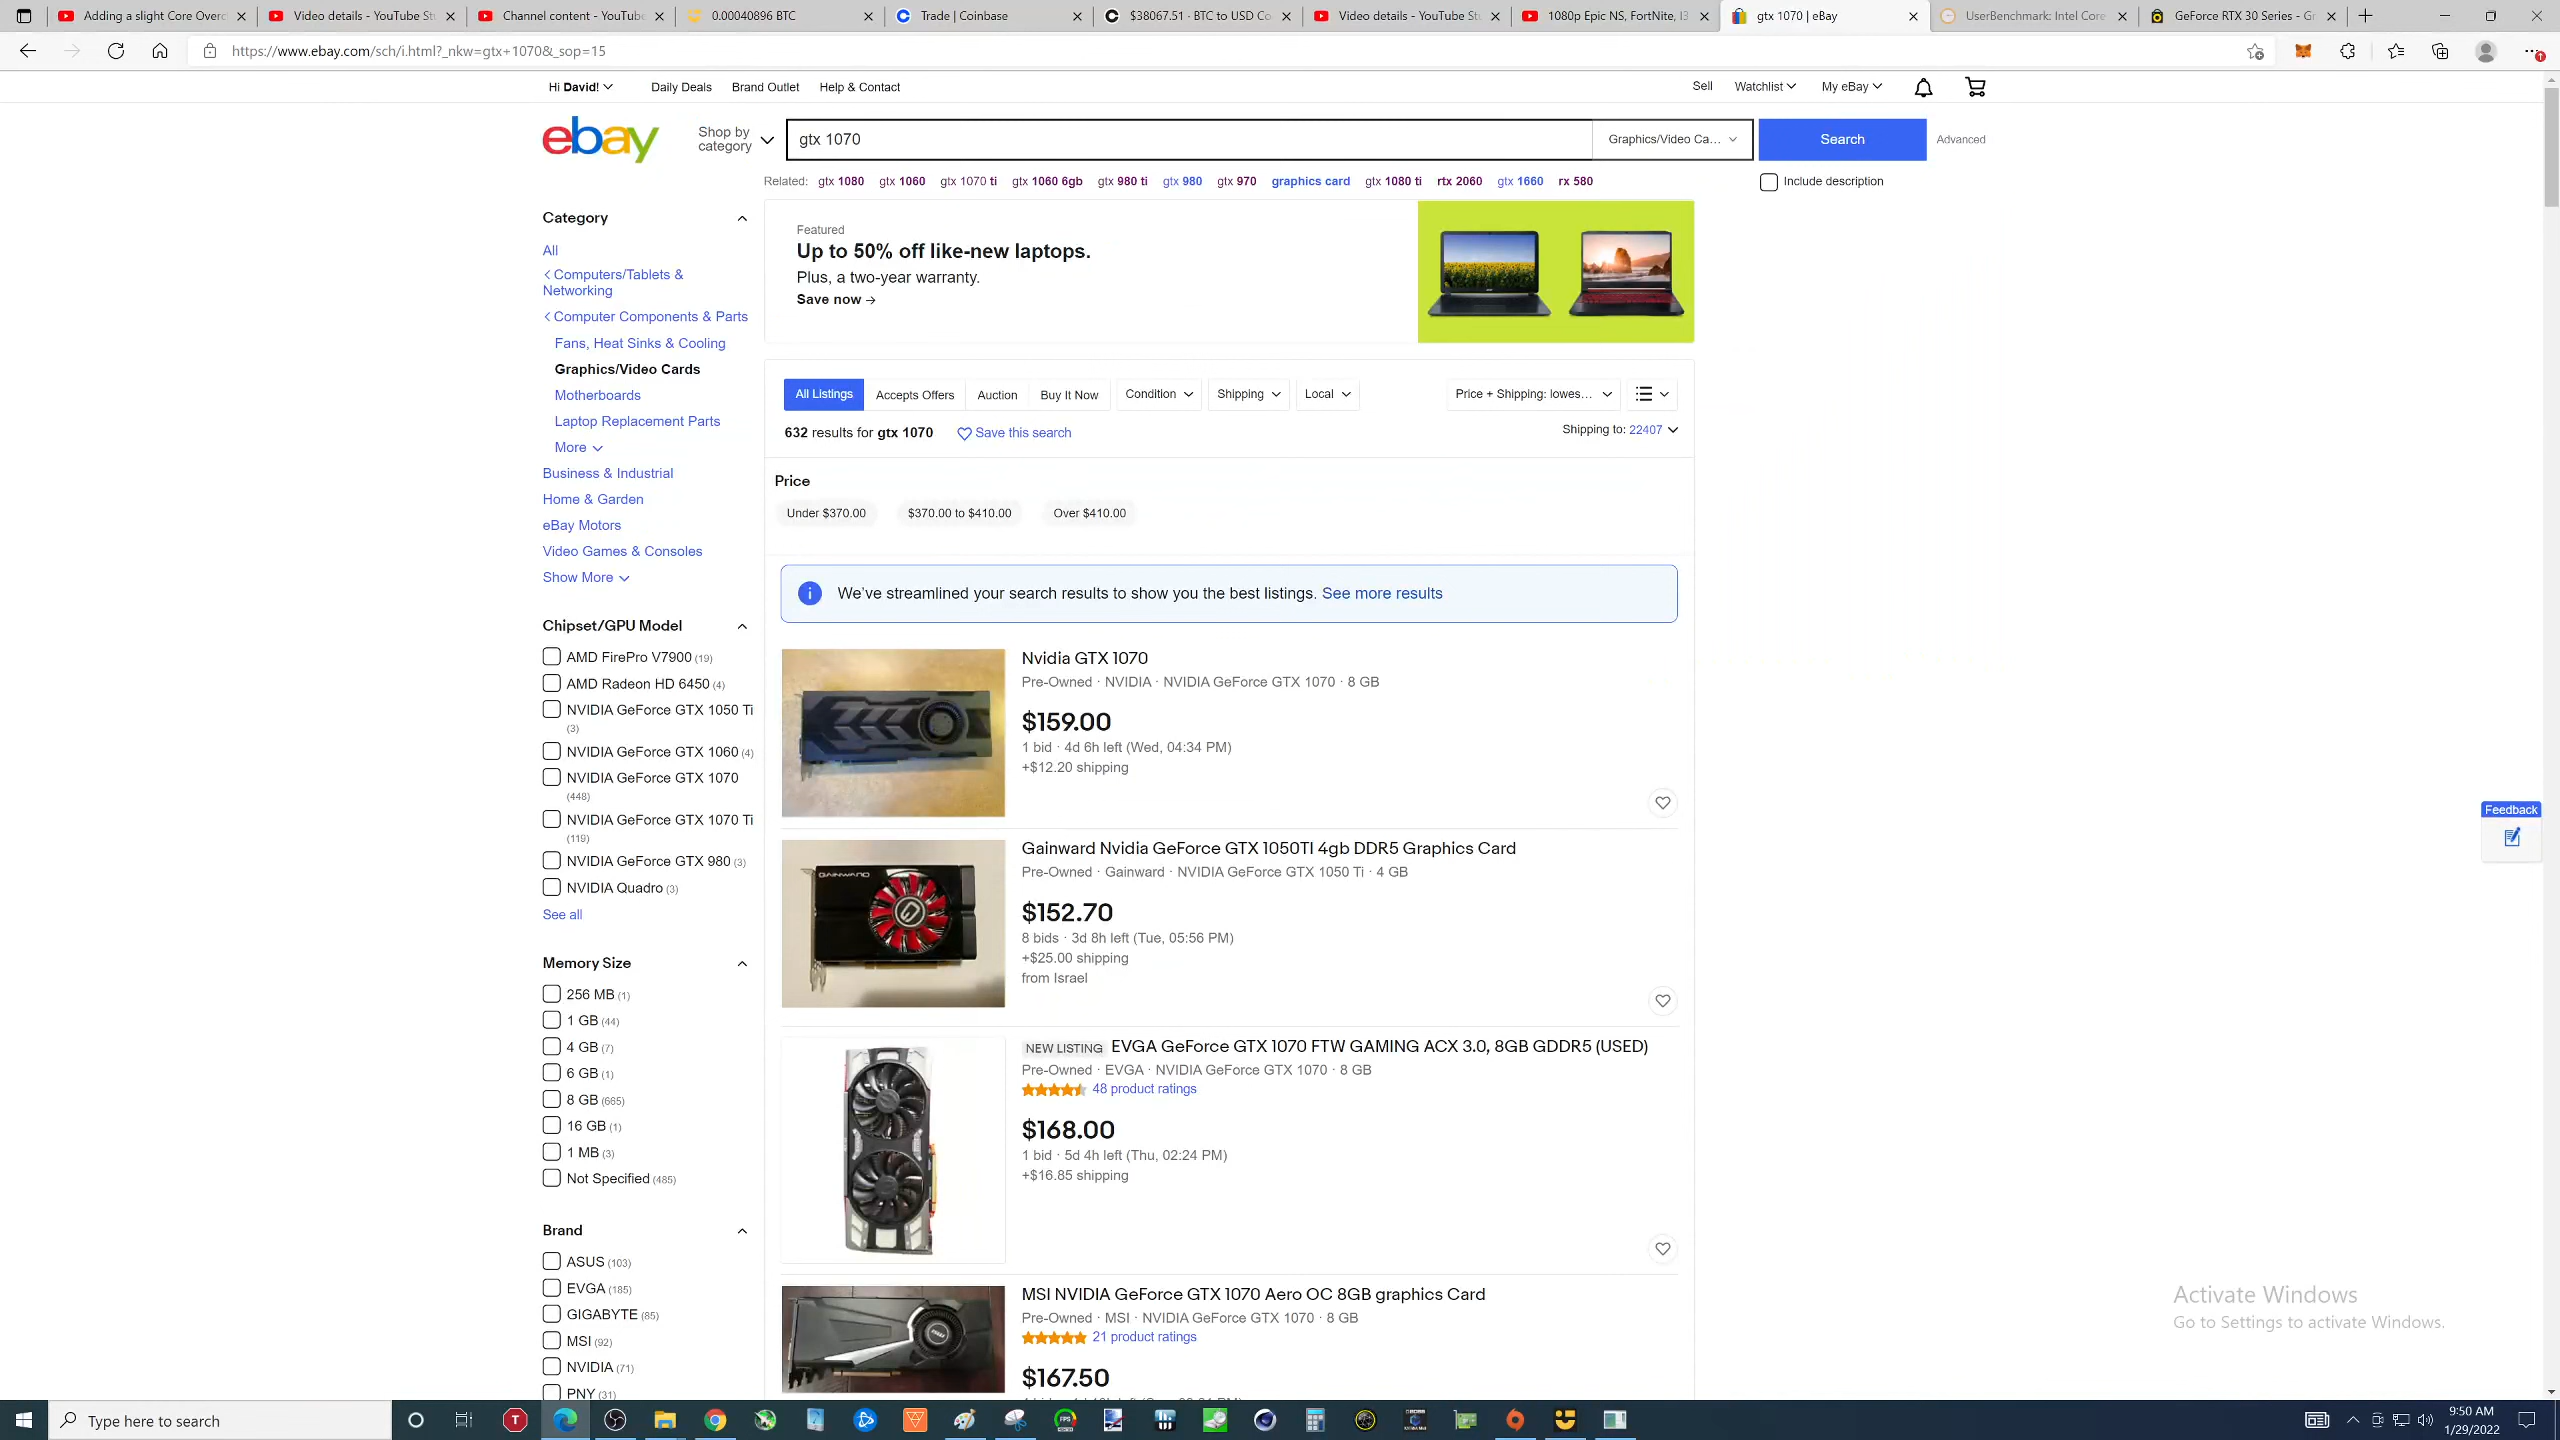 Adding a slight Core Overc
Video details - YouTube Stu
Channel content - YouTube
0.00040896 BTC
Trade | Coinbase
$38067.51 · BTC to USD Co
Video details - YouTube Stu
1080p Epic NS, FortNite, I3
gtx 1070 | eBay
UserBenchmark: Intel Core
GeForce RTX 30 Series - Gr
https://www.ebay.com/sch/i.html?_nkw=gtx+1070&_sop=15
Hi David!
Daily Deals
Brand Outlet
Help & Contact
Sell
Watchlist
My eBay
ebay
Shop by
category
gtx 1070
Graphics/Video Ca...
Search
Advanced
Related: gtx 1080 gtx 1060 gtx 1070 ti gtx 1060 6gb gtx 980 ti gtx 980 gtx 970 graphics card gtx 1080 ti rtx 2060 gtx 1660 rx 580
Include description
Category
All
Computers/Tablets &
Networking
Computer Components & Parts
Fans, Heat Sinks & Cooling
Graphics/Video Cards
Motherboards
Laptop Replacement Parts
More
Business & Industrial
Home & Garden
eBay Motors
Video Games & Consoles
Show More
Chipset/GPU Model
AMD FirePro V7900 (19)
AMD Radeon HD 6450 (4)
NVIDIA GeForce GTX 1050 Ti
(3)
NVIDIA GeForce GTX 1060 (4)
NVIDIA GeForce GTX 1070
(448)
NVIDIA GeForce GTX 1070 Ti
(119)
NVIDIA GeForce GTX 980 (3)
NVIDIA Quadro (3)
See all
Memory Size
256 MB (1)
1 GB (44)
4 GB (7)
6 GB (1)
8 GB (665)
16 GB (1)
1 MB (3)
Not Specified (485)
Brand
ASUS (103)
EVGA (185)
GIGABYTE (85)
MSI (92)
NVIDIA (71)
PNY (31)
Featured
Up to 50% off like-new laptops.
Plus, a two-year warranty.
Save now →
All Listings
Accepts Offers
Auction
Buy It Now
Condition
Shipping
Local
Price + Shipping: lowes...
632 results for gtx 1070
Save this search
Shipping to: 22407
Price
Under $370.00
$370.00 to $410.00
Over $410.00
We've streamlined your search results to show you the best listings. See more results
Nvidia GTX 1070
Pre-Owned · NVIDIA · NVIDIA GeForce GTX 1070 · 8 GB
$159.00
1 bid · 4d 6h left (Wed, 04:34 PM)
+$12.20 shipping
Gainward Nvidia GeForce GTX 1050TI 4gb DDR5 Graphics Card
Pre-Owned · Gainward · NVIDIA GeForce GTX 1050 Ti · 4 GB
GAINWARD
$152.70
8 bids · 3d 8h left (Tue, 05:56 PM)
+$25.00 shipping
from Israel
NEW LISTING EVGA GeForce GTX 1070 FTW GAMING ACX 3.0, 8GB GDDR5 (USED)
Pre-Owned · EVGA · NVIDIA GeForce GTX 1070 · 8 GB
48 product ratings
$168.00
1 bid · 5d 4h left (Thu, 02:24 PM)
+$16.85 shipping
MSI NVIDIA GeForce GTX 1070 Aero OC 8GB graphics Card
Pre-Owned · MSI · NVIDIA GeForce GTX 1070 · 8 GB
21 product ratings
$167.50
Feedback
Activate Windows
Go to Settings to activate Windows.
Type here to search
9:50 AM
1/29/2022